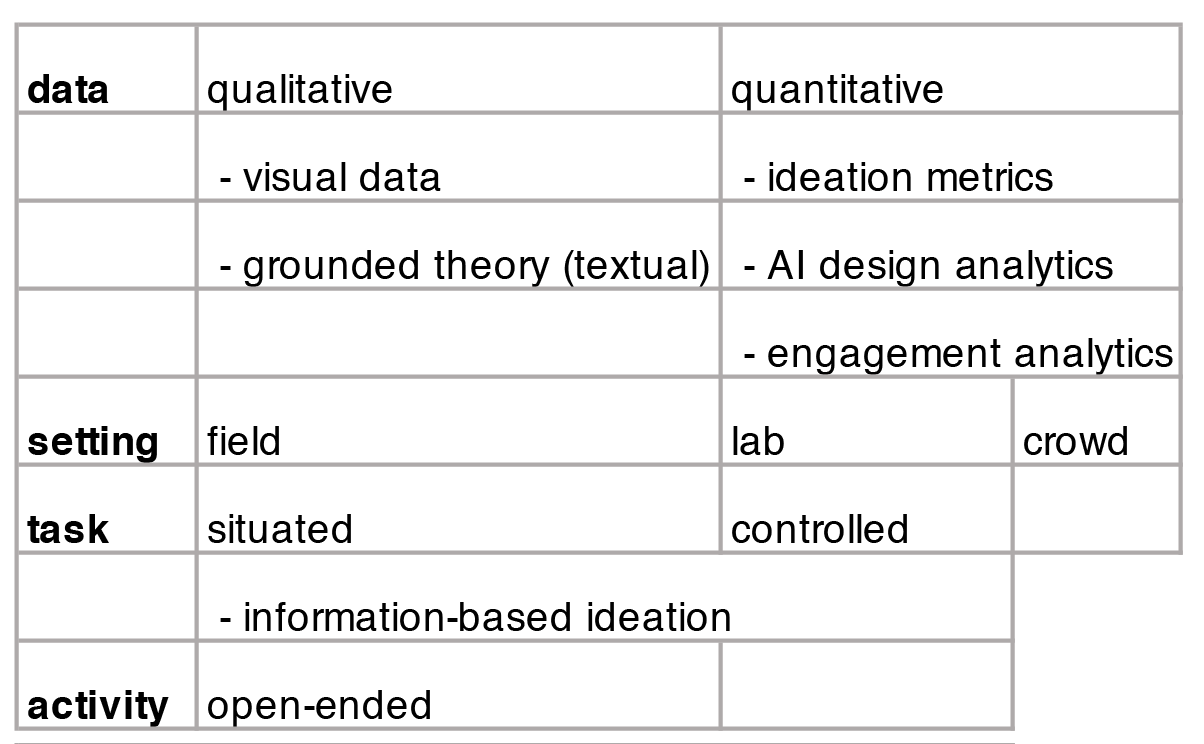 data qualitative quantitative
- visual data - ideation metrics
- grounded theory (textual) - AI design analytics
- engagement analytics
setting field lab crowd
task situated controlled
- information-based ideation
activity open-ended